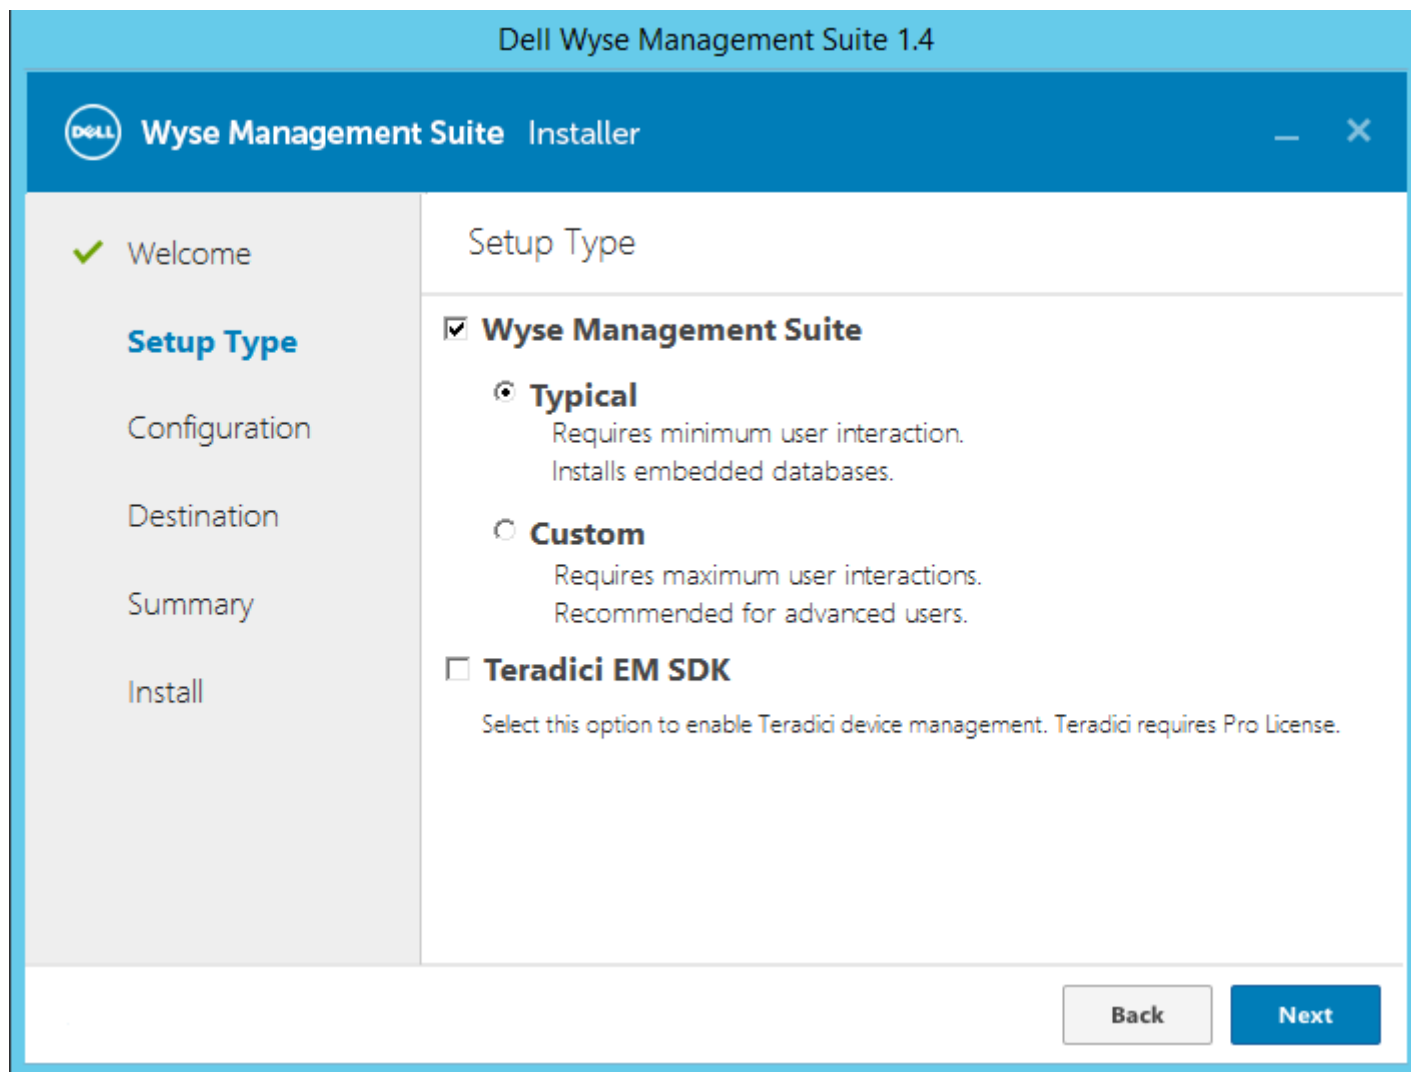 Dell Wyse Management Suite 1.4
DELL Wyse Management Suite Installer
Welcome
Setup Type
Configuration
Destination
Summary
Install
Setup Type
Wyse Management Suite
Typical
Requires minimum user interaction.
Installs embedded databases.
Custom
Requires maximum user interactions.
Recommended for advanced users.
Teradici EM SDK
Select this option to enable Teradici device management. Teradici requires Pro License.
Back
Next